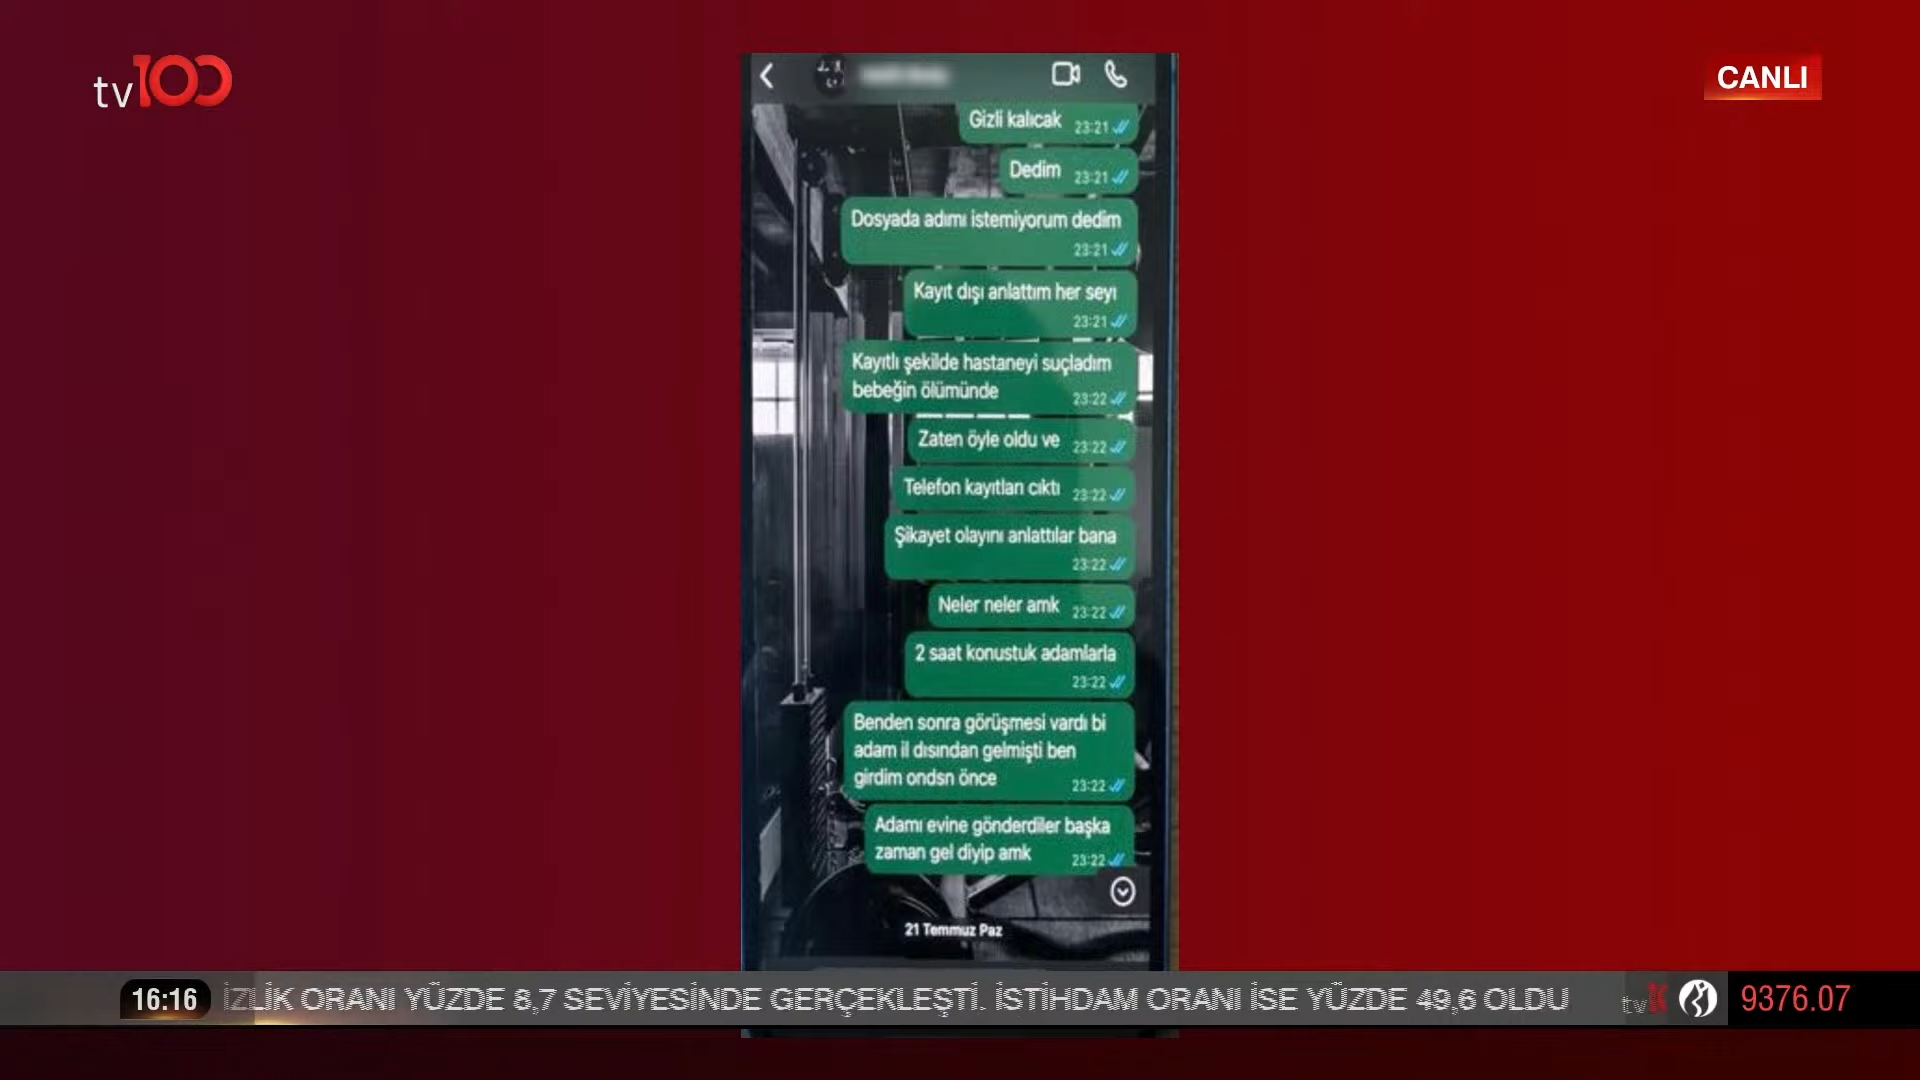 tv100
CANLI
Gizli kalıcak 23:21
Dedim 23:21
Dosyada adımı istemiyorum dedim
23:21
Kayıt dışı anlattım her seyı
23:21
Kayıtlı şekilde hastaneyi suçladım
bebeğin ölümünde 23:22
Zaten öyle oldu ve 23:22
Telefon kayıtları cıktı 23:22
Şikayet olayını anlattılar bana
23:22
Neler neler amk 23:22
2 saat konustuk adamlarla
23:22
Benden sonra görüşmesi vardı bi
adam il dısından gelmişti ben
girdim ondsn önce 23:22
Adamı evine gönderdiler başka
zaman gel diyip amk 23:22
21 Temmuz Paz
16:16 İZLİK ORANI YÜZDE 8,7 SEVİYESİNDE GERÇEKLEŞTİ. İSTİHDAM ORANI İSE YÜZDE 49,6 OLDU 9376.07